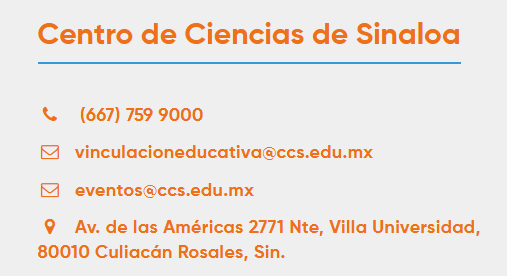 Centro de Ciencias de Sinaloa
(667) 759 9000
vinculacioneducativa@ccs.edu.mx
eventos@ccs.edu.mx
Av. de las Américas 2771 Nte, Villa Universidad,
80010 Culiacán Rosales, Sin.